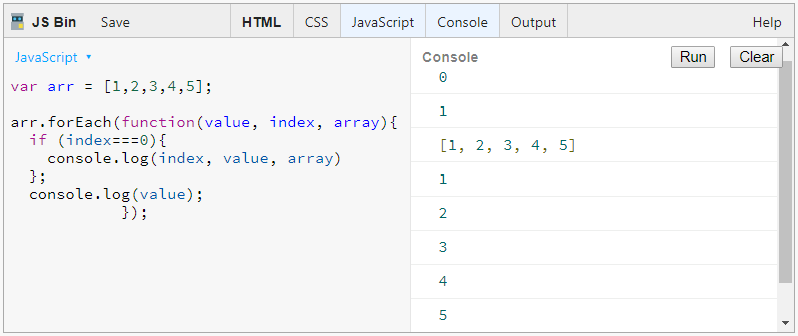 JS Bin Save HTML CSS JavaScript Console Output Help
JavaScript
var arr = [1,2,3,4,5];
arr.forEach(function(value, index, array){
if (index===0){
console.log(index, value, array)
};
console.log(value);
});
Console Run Clear
0
1
[1, 2, 3, 4, 5]
1
2
3
4
5